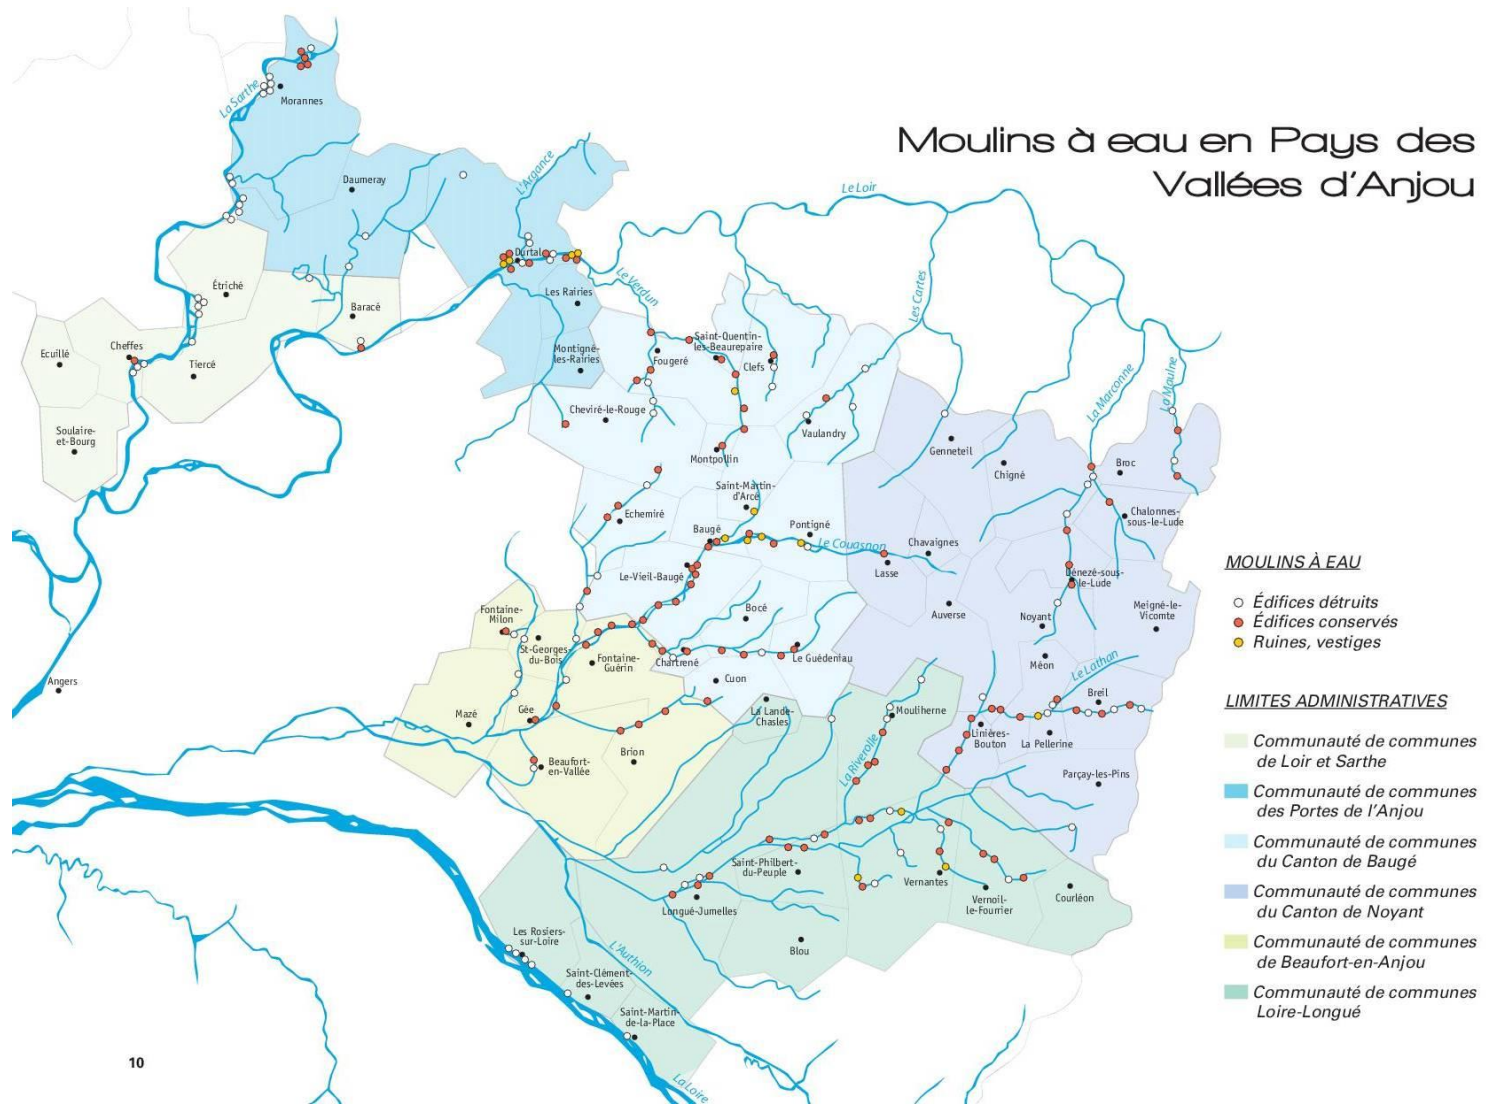 Moulins à eau en Pays des
Vallées d'Anjou
La Sarthe
Morannes
Daumeray
L'Argance
Le Loir
Durtal
Étriché
Baracé
Les Rairies
Le Verdun
Les Cartes
Ecuillé
Cheffes
Tiercé
Montigné-
les-Rairies
Fougeré
Saint-Quentin-
les-Beaurepaire
Clefs
La Marconne
La Maulne
Soulaire-
et-Bourg
Cheviré-le-Rouge
Vaulandry
Montpollin
Genneteil
Chigné
Broc
Saint-Martin-
d'Arcé
Echemiré
Chalonnes-
sous-le-Lude
Baugé
Pontigné
Le Couasnon
Chavaignes
Lasse
Le-Vieil-Baugé
Dénezé-sous-
le-Lude
Fontaine-
Milon
Bocé
Auverse
Noyant
Meigné-le-
Vicomte
St-Georges-
du-Bois
Fontaine-
Guérin
Chartrené
Le Guédeniau
Méon
Le Lathan
Angers
Cuon
Breil
Mazé
Gée
La Lande-
Chasles
Mouliherne
Linières-
Bouton
La Pellerine
Brion
Beaufort-
en-Vallée
La Riverolle
Parçay-les-Pins
Saint-Philbert-
du-Peuple
Vernantes
Longué-Jumelles
Vernoil-
le-Fourrier
Courléon
Les Rosiers-
sur-Loire
L'Authion
Blou
Saint-Clément-
des-Levées
Saint-Martin-
de-la-Place
La Loire
MOULINS À EAU
Édifices détruits
Édifices conservés
Ruines, vestiges
LIMITES ADMINISTRATIVES
Communauté de communes
de Loir et Sarthe
Communauté de communes
des Portes de l'Anjou
Communauté de communes
du Canton de Baugé
Communauté de communes
du Canton de Noyant
Communauté de communes
de Beaufort-en-Anjou
Communauté de communes
Loire-Longué
10